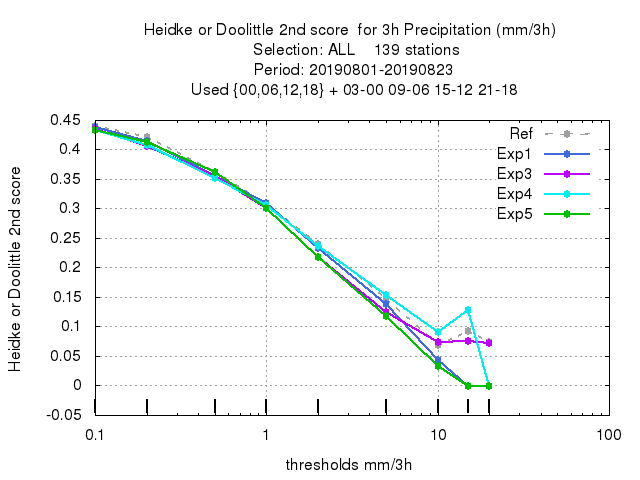 Heidke or Doolittle 2nd score  for 3h Precipitation (mm/3h)
Selection: ALL    139 stations
Period: 20190801-20190823
Used {00,06,12,18} + 03-00 09-06 15-12 21-18
Heidke or Doolittle 2nd score
0.45
0.4
0.35
0.3
0.25
0.2
0.15
0.1
0.05
0
-0.05
Ref
Exp1
Exp3
Exp4
Exp5
0.1 1 10 100
thresholds mm/3h